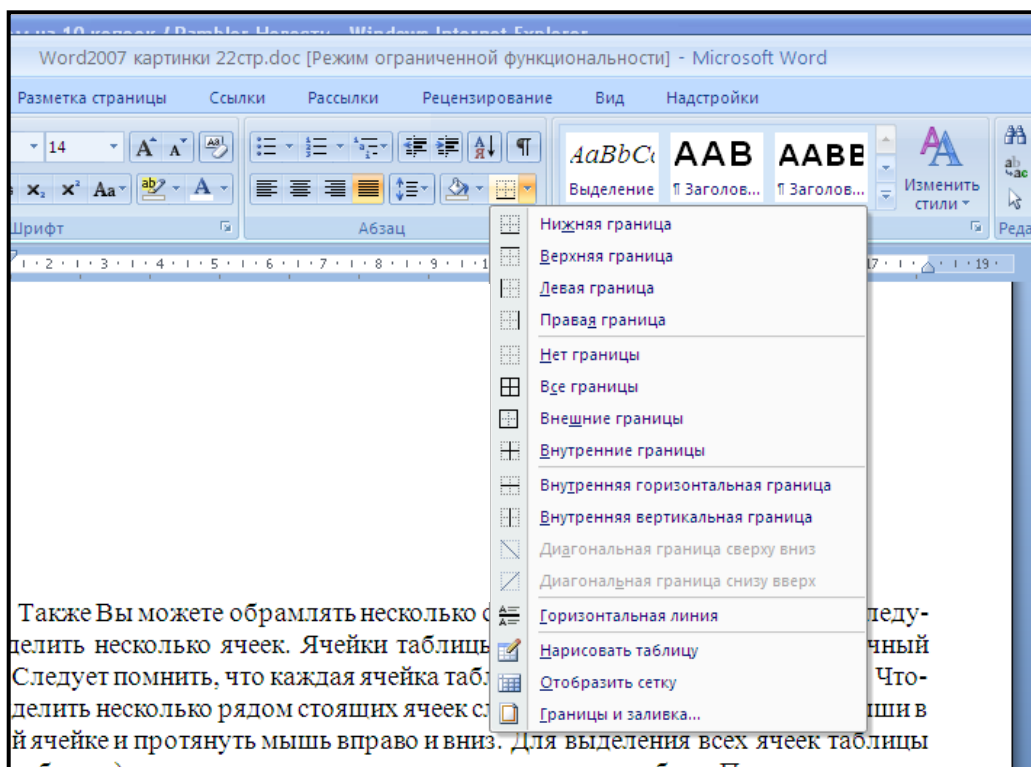 Word2007 картинки 22стр.doc [Режим ограниченной функциональности] - Microsoft Word
Разметка страницы Ссылки Рассылки Рецензирование Вид Надстройки
14
АаBbCc ААВ ААВЕ
Выделение ¶ Заголов... ¶ Заголов...
Изменить
стили
Шрифт Абзац
Нижняя граница
Верхняя граница
Левая граница
Правая граница
Нет границы
Все границы
Внешние границы
Внутренние границы
Внутренняя горизонтальная граница
Внутренняя вертикальная граница
Диагональная граница сверху вниз
Диагональная граница снизу вверх
Горизонтальная линия
Нарисовать таблицу
Отобразить сетку
Границы и заливка...
Также Вы можете обрамлять несколько следу-
делить несколько ячеек. Ячейки таблицы чный
Следует помнить, что каждая ячейка табл Что-
делить несколько рядом стоящих ячеек сл ши в
й ячейке и протянуть мышь вправо и вниз. Для выделения всех ячеек таблицы